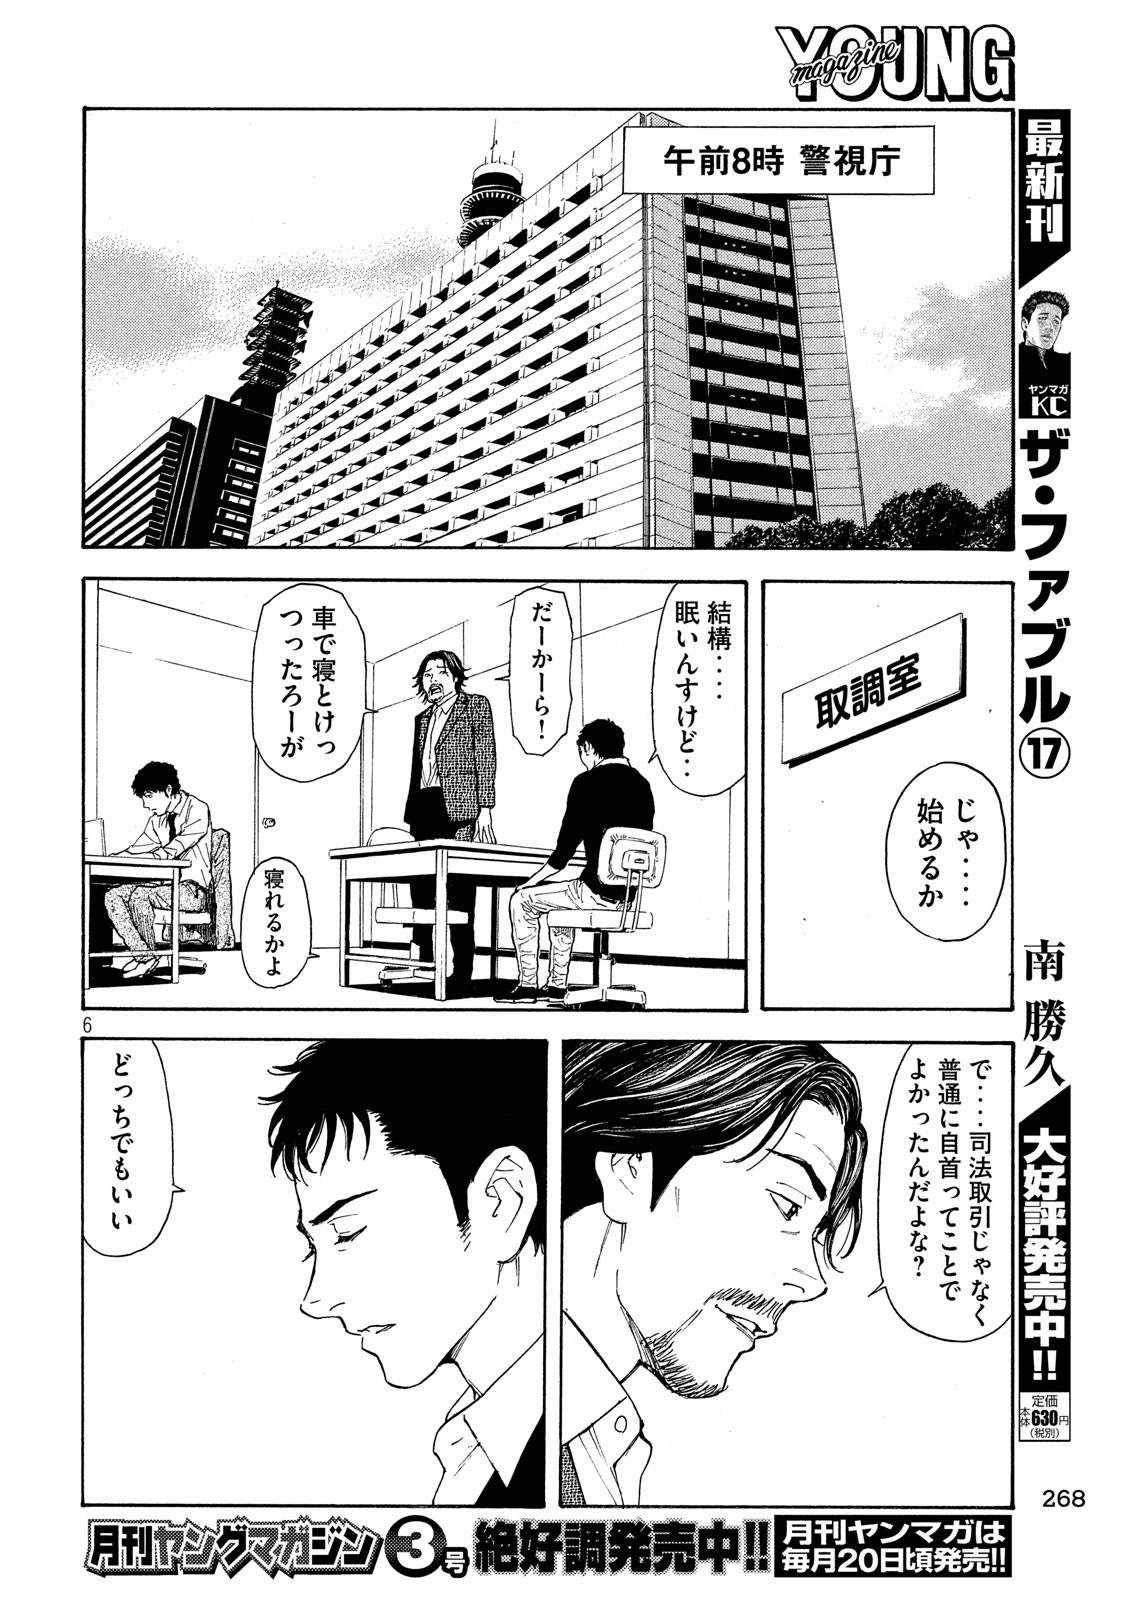 YOUNG
magazine
午前8時 警視庁
取調室
じゃ‥‥
始めるか
結構‥‥
眠いんすけど‥
だーかーら!
車で寝とけっ
つったろーが
寝れるかよ
6
で‥‥司法取引じゃなく
普通に自首ってことで
よかったんだよな?
どっちでもいい
最新刊
ヤンマガ
KC
ザ・ファブル⑰
南 勝久
大好評発売中!!
定価
本体630円
(税別)
268
月刊ヤングマガジン3号 絶好調発売中!!
月刊ヤンマガは
毎月20日頃発売!!